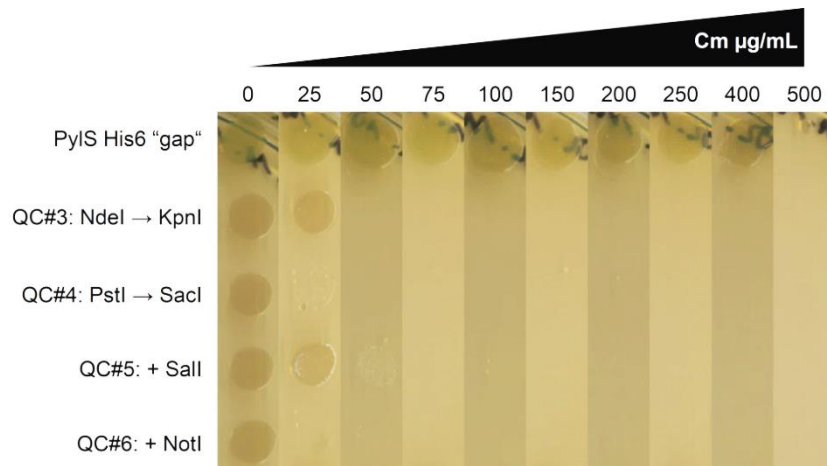 Cm µg/mL
0 25 50 75 100 150 200 250 400 500
PylS His6 "gap“
QC#3: NdeI → KpnI
QC#4: PstI → SacI
QC#5: + SalI
QC#6: + NotI